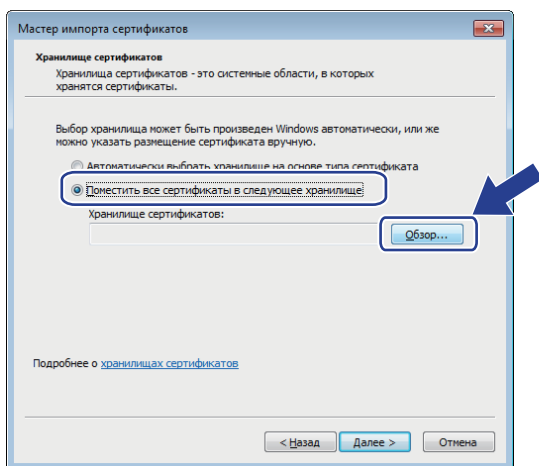 Мастер импорта сертификатов
Хранилище сертификатов
Хранилища сертификатов - это системные области, в которых
хранятся сертификаты.
Выбор хранилища может быть произведен Windows автоматически, или же
можно указать размещение сертификата вручную.
Автоматически выбрать хранилище на основе типа сертификата
Поместить все сертификаты в следующее хранилище
Хранилище сертификатов:
Обзор...
Подробнее о хранилищах сертификатов
< Назад Далее > Отмена